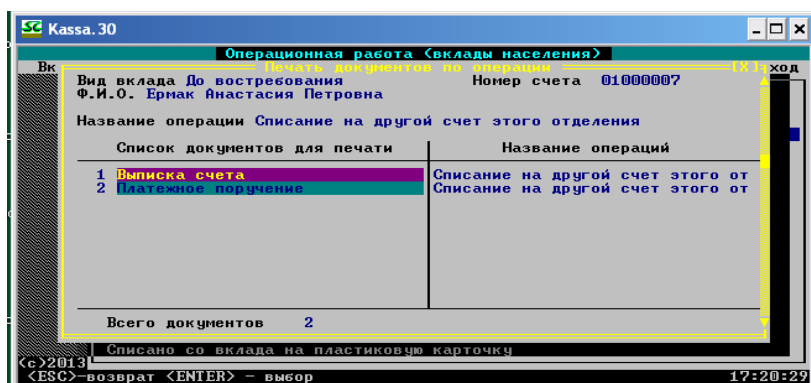 Kassa.30
Операционная работа (вклады населения)
Вк Печать документов по операции [X] ход
Вид вклада До востребования Номер счета 01000007
Ф.И.О. Ермак Анастасия Петровна
Название операции Списание на другой счет этого отделения
Список документов для печати Название операций
1 Выписка счета Списание на другой счет этого от
2 Платежное поручение Списание на другой счет этого от
Всего документов 2
Списано со вклада на пластиковую карточку
(c)2013
<ESC>-возврат <ENTER> - выбор 17:20:29